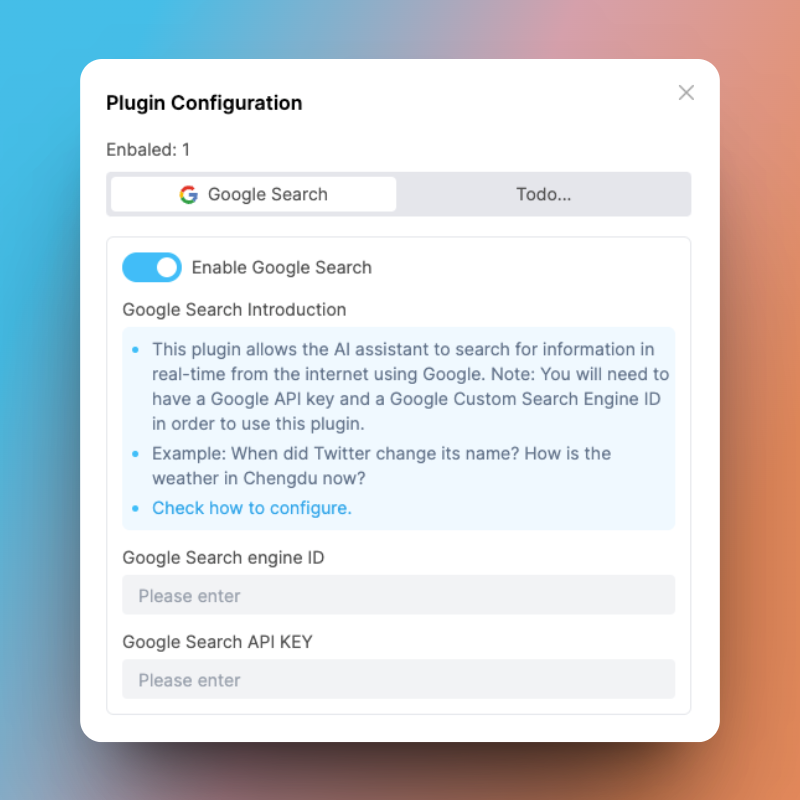 Plugin Configuration
Enbaled: 1
Google Search
Todo...
Enable Google Search
Google Search Introduction
This plugin allows the AI assistant to search for information in
real-time from the internet using Google. Note: You will need to
have a Google API key and a Google Custom Search Engine ID
in order to use this plugin.
Example: When did Twitter change its name? How is the
weather in Chengdu now?
Check how to configure.
Google Search engine ID
Please enter
Google Search API KEY
Please enter